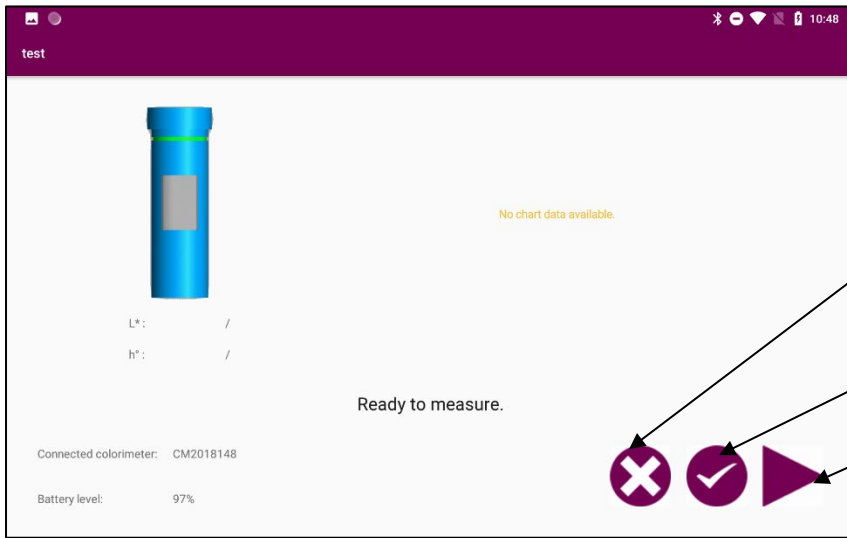 10:48
test
No chart data available.
L* : /
h° : /
Ready to measure.
Connected colorimeter: CM2018148
Battery level: 97%